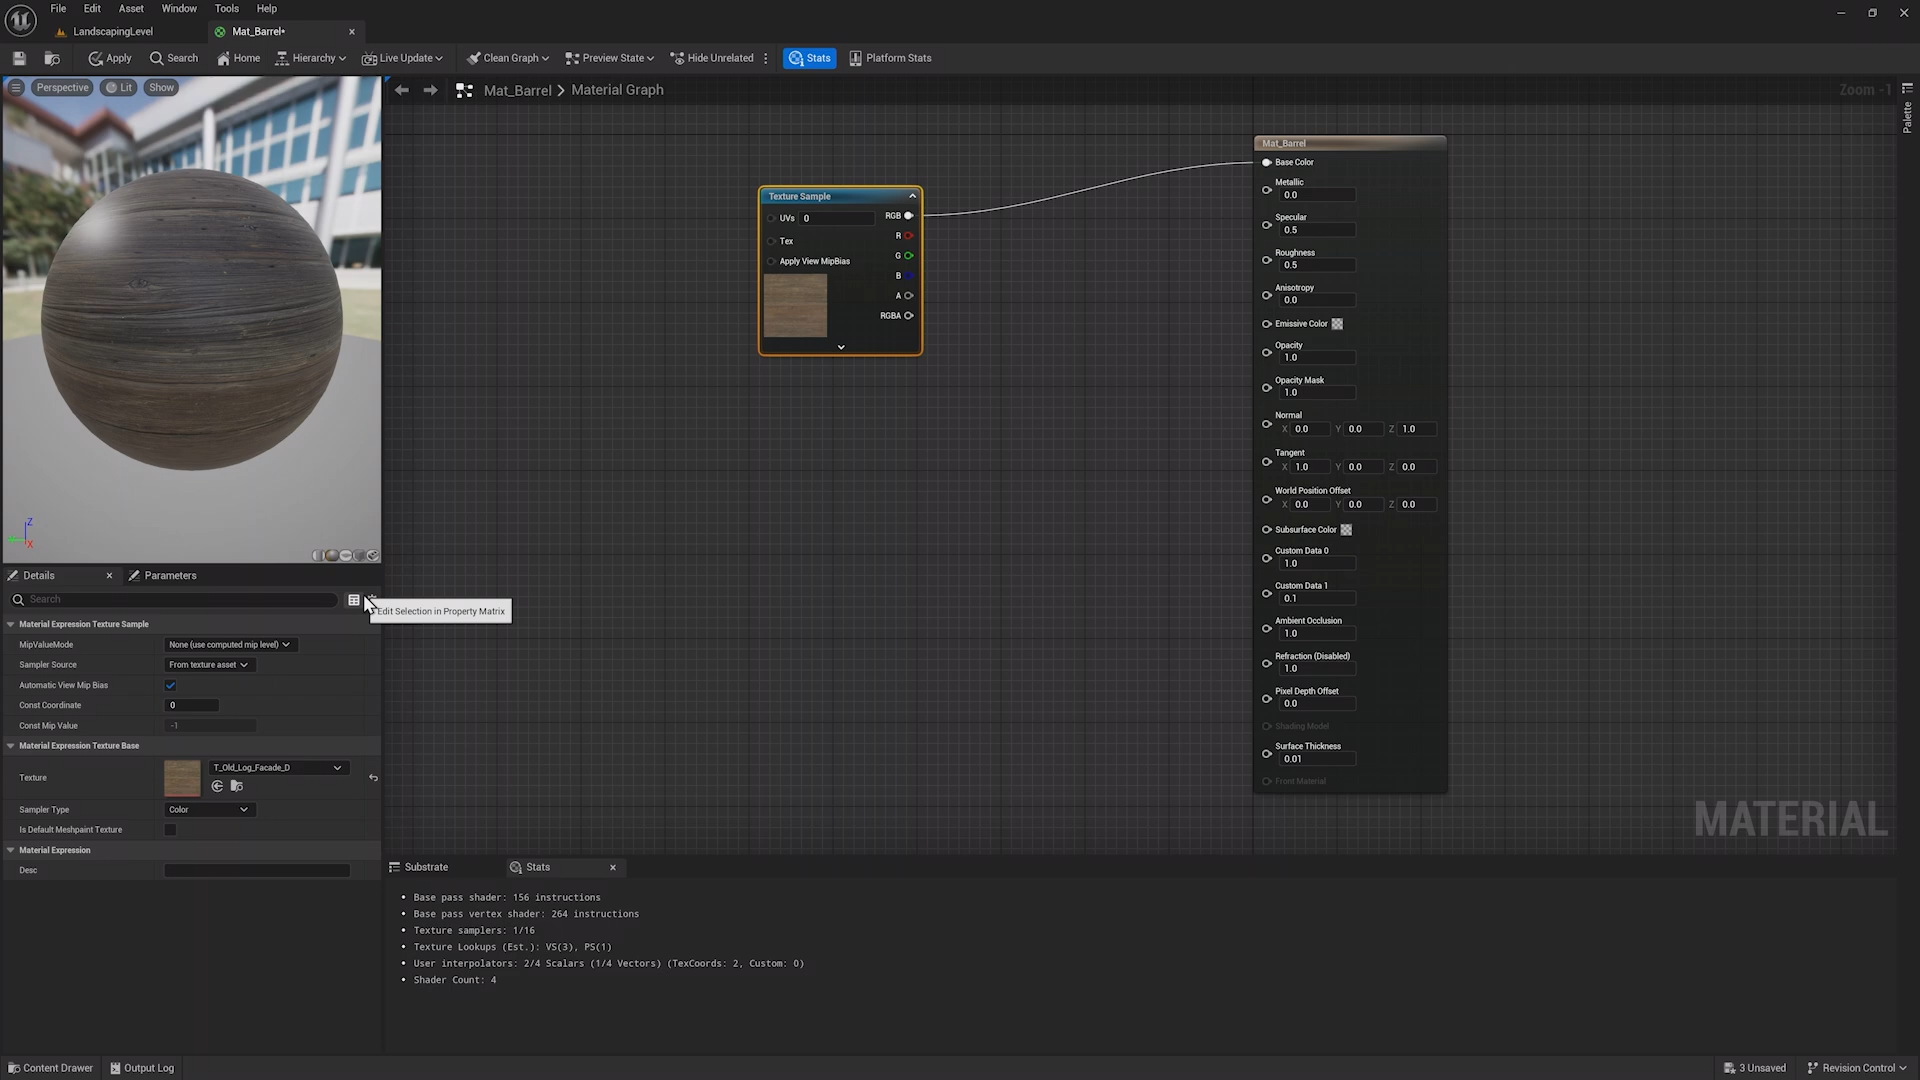 File Edit Asset Window Tools Help
LandscapingLevel
Mat_Barrel*
Apply Search Home Hierarchy Live Update Clean Graph Preview State Hide Unrelated Stats Platform Stats
Perspective Lit Show
Mat_Barrel > Material Graph
Zoom -1
Palette
Texture Sample
UVs 0
RGB
R
Tex
G
Apply View MipBias
B
A
RGBA
Mat_Barrel
Base Color
Metallic
0.0
Specular
0.5
Roughness
0.5
Anisotropy
0.0
Emissive Color
Opacity
1.0
Opacity Mask
1.0
Normal
X 0.0 Y 0.0 Z 1.0
Tangent
X 1.0 Y 0.0 Z 0.0
World Position Offset
X 0.0 Y 0.0 Z 0.0
Subsurface Color
Custom Data 0
1.0
Custom Data 1
0.1
Ambient Occlusion
1.0
Refraction (Disabled)
1.0
Pixel Depth Offset
0.0
Shading Model
Surface Thickness
0.01
Front Material
MATERIAL
Z
X
Details
Parameters
Search
Edit Selection in Property Matrix
Material Expression Texture Sample
MipValueMode None (use computed mip level)
Sampler Source From texture asset
Automatic View Mip Bias
Const Coordinate 0
Const Mip Value -1
Material Expression Texture Base
Texture T_Old_Log_Facade_D
Sampler Type Color
Is Default Meshpaint Texture
Material Expression
Desc
Substrate
Stats
• Base pass shader: 156 instructions
• Base pass vertex shader: 264 instructions
• Texture samplers: 1/16
• Texture Lookups (Est.): VS(3), PS(1)
• User interpolators: 2/4 Scalars (1/4 Vectors) (TexCoords: 2, Custom: 0)
• Shader Count: 4
Content Drawer Output Log
3 Unsaved Revision Control